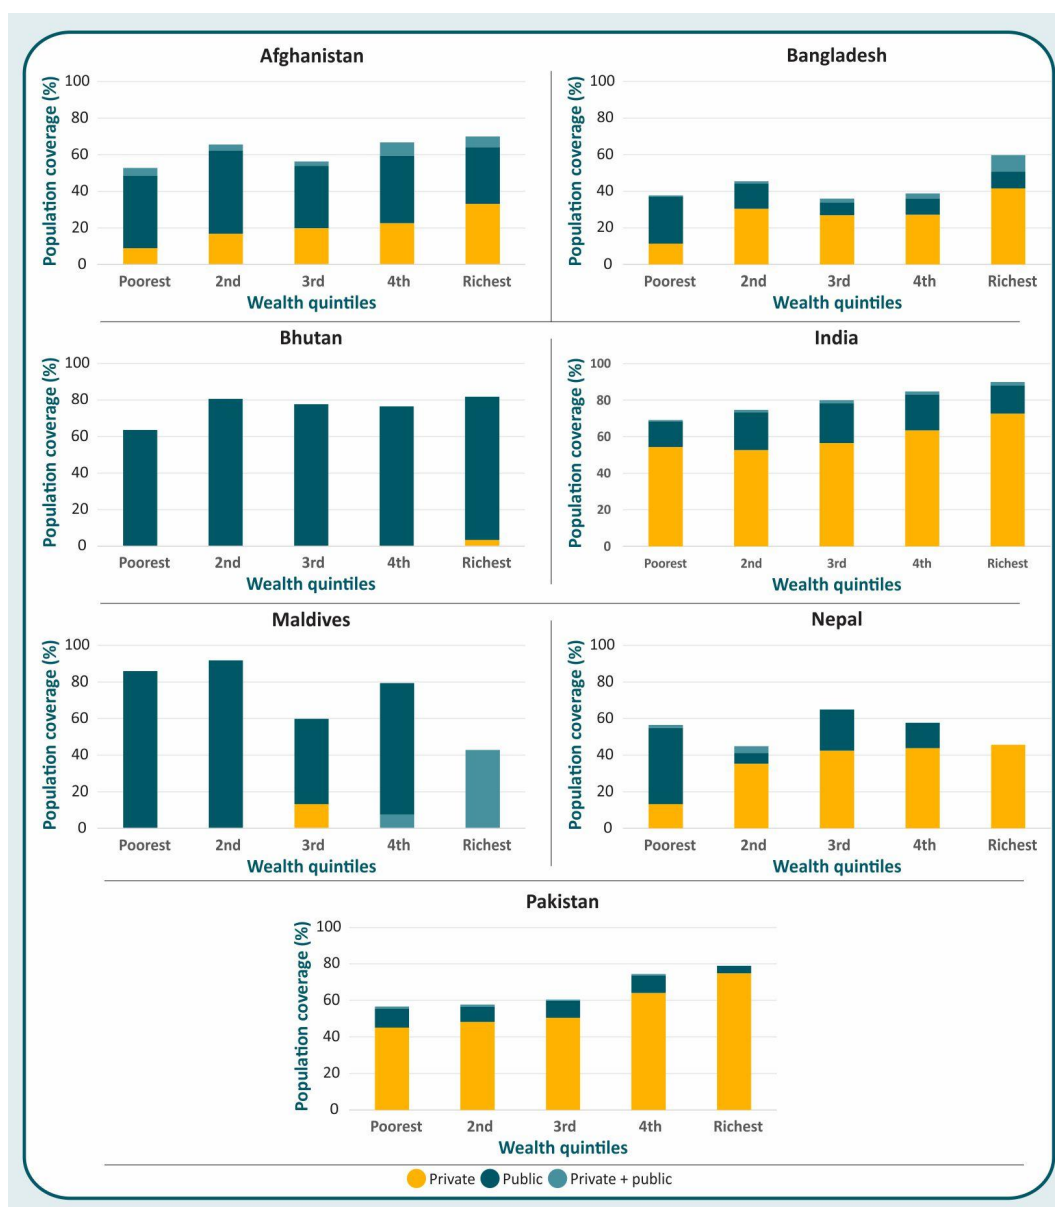 Afghanistan
Population coverage (%)
100
80
60
40
20
0
Poorest 2nd 3rd 4th Richest
Wealth quintiles
Bangladesh
Population coverage (%)
100
80
60
40
20
0
Poorest 2nd 3rd 4th Richest
Wealth quintiles
Bhutan
Population coverage (%)
100
80
60
40
20
0
Poorest 2nd 3rd 4th Richest
Wealth quintiles
India
Population coverage (%)
100
80
60
40
20
0
Poorest 2nd 3rd 4th Richest
Wealth quintiles
Maldives
Population coverage (%)
100
80
60
40
20
0
Poorest 2nd 3rd 4th Richest
Wealth quintiles
Nepal
Population coverage (%)
100
80
60
40
20
0
Poorest 2nd 3rd 4th Richest
Wealth quintiles
Pakistan
Population coverage (%)
100
80
60
40
20
0
Poorest 2nd 3rd 4th Richest
Wealth quintiles
Private Public Private + public